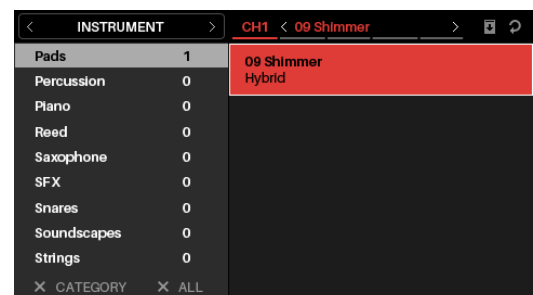 INSTRUMENT
CH1 09 Shimmer
Pads 1
Percussion 0
Piano 0
Reed 0
Saxophone 0
SFX 0
Snares 0
Soundscapes 0
Strings 0
CATEGORY ALL
09 Shimmer
Hybrid